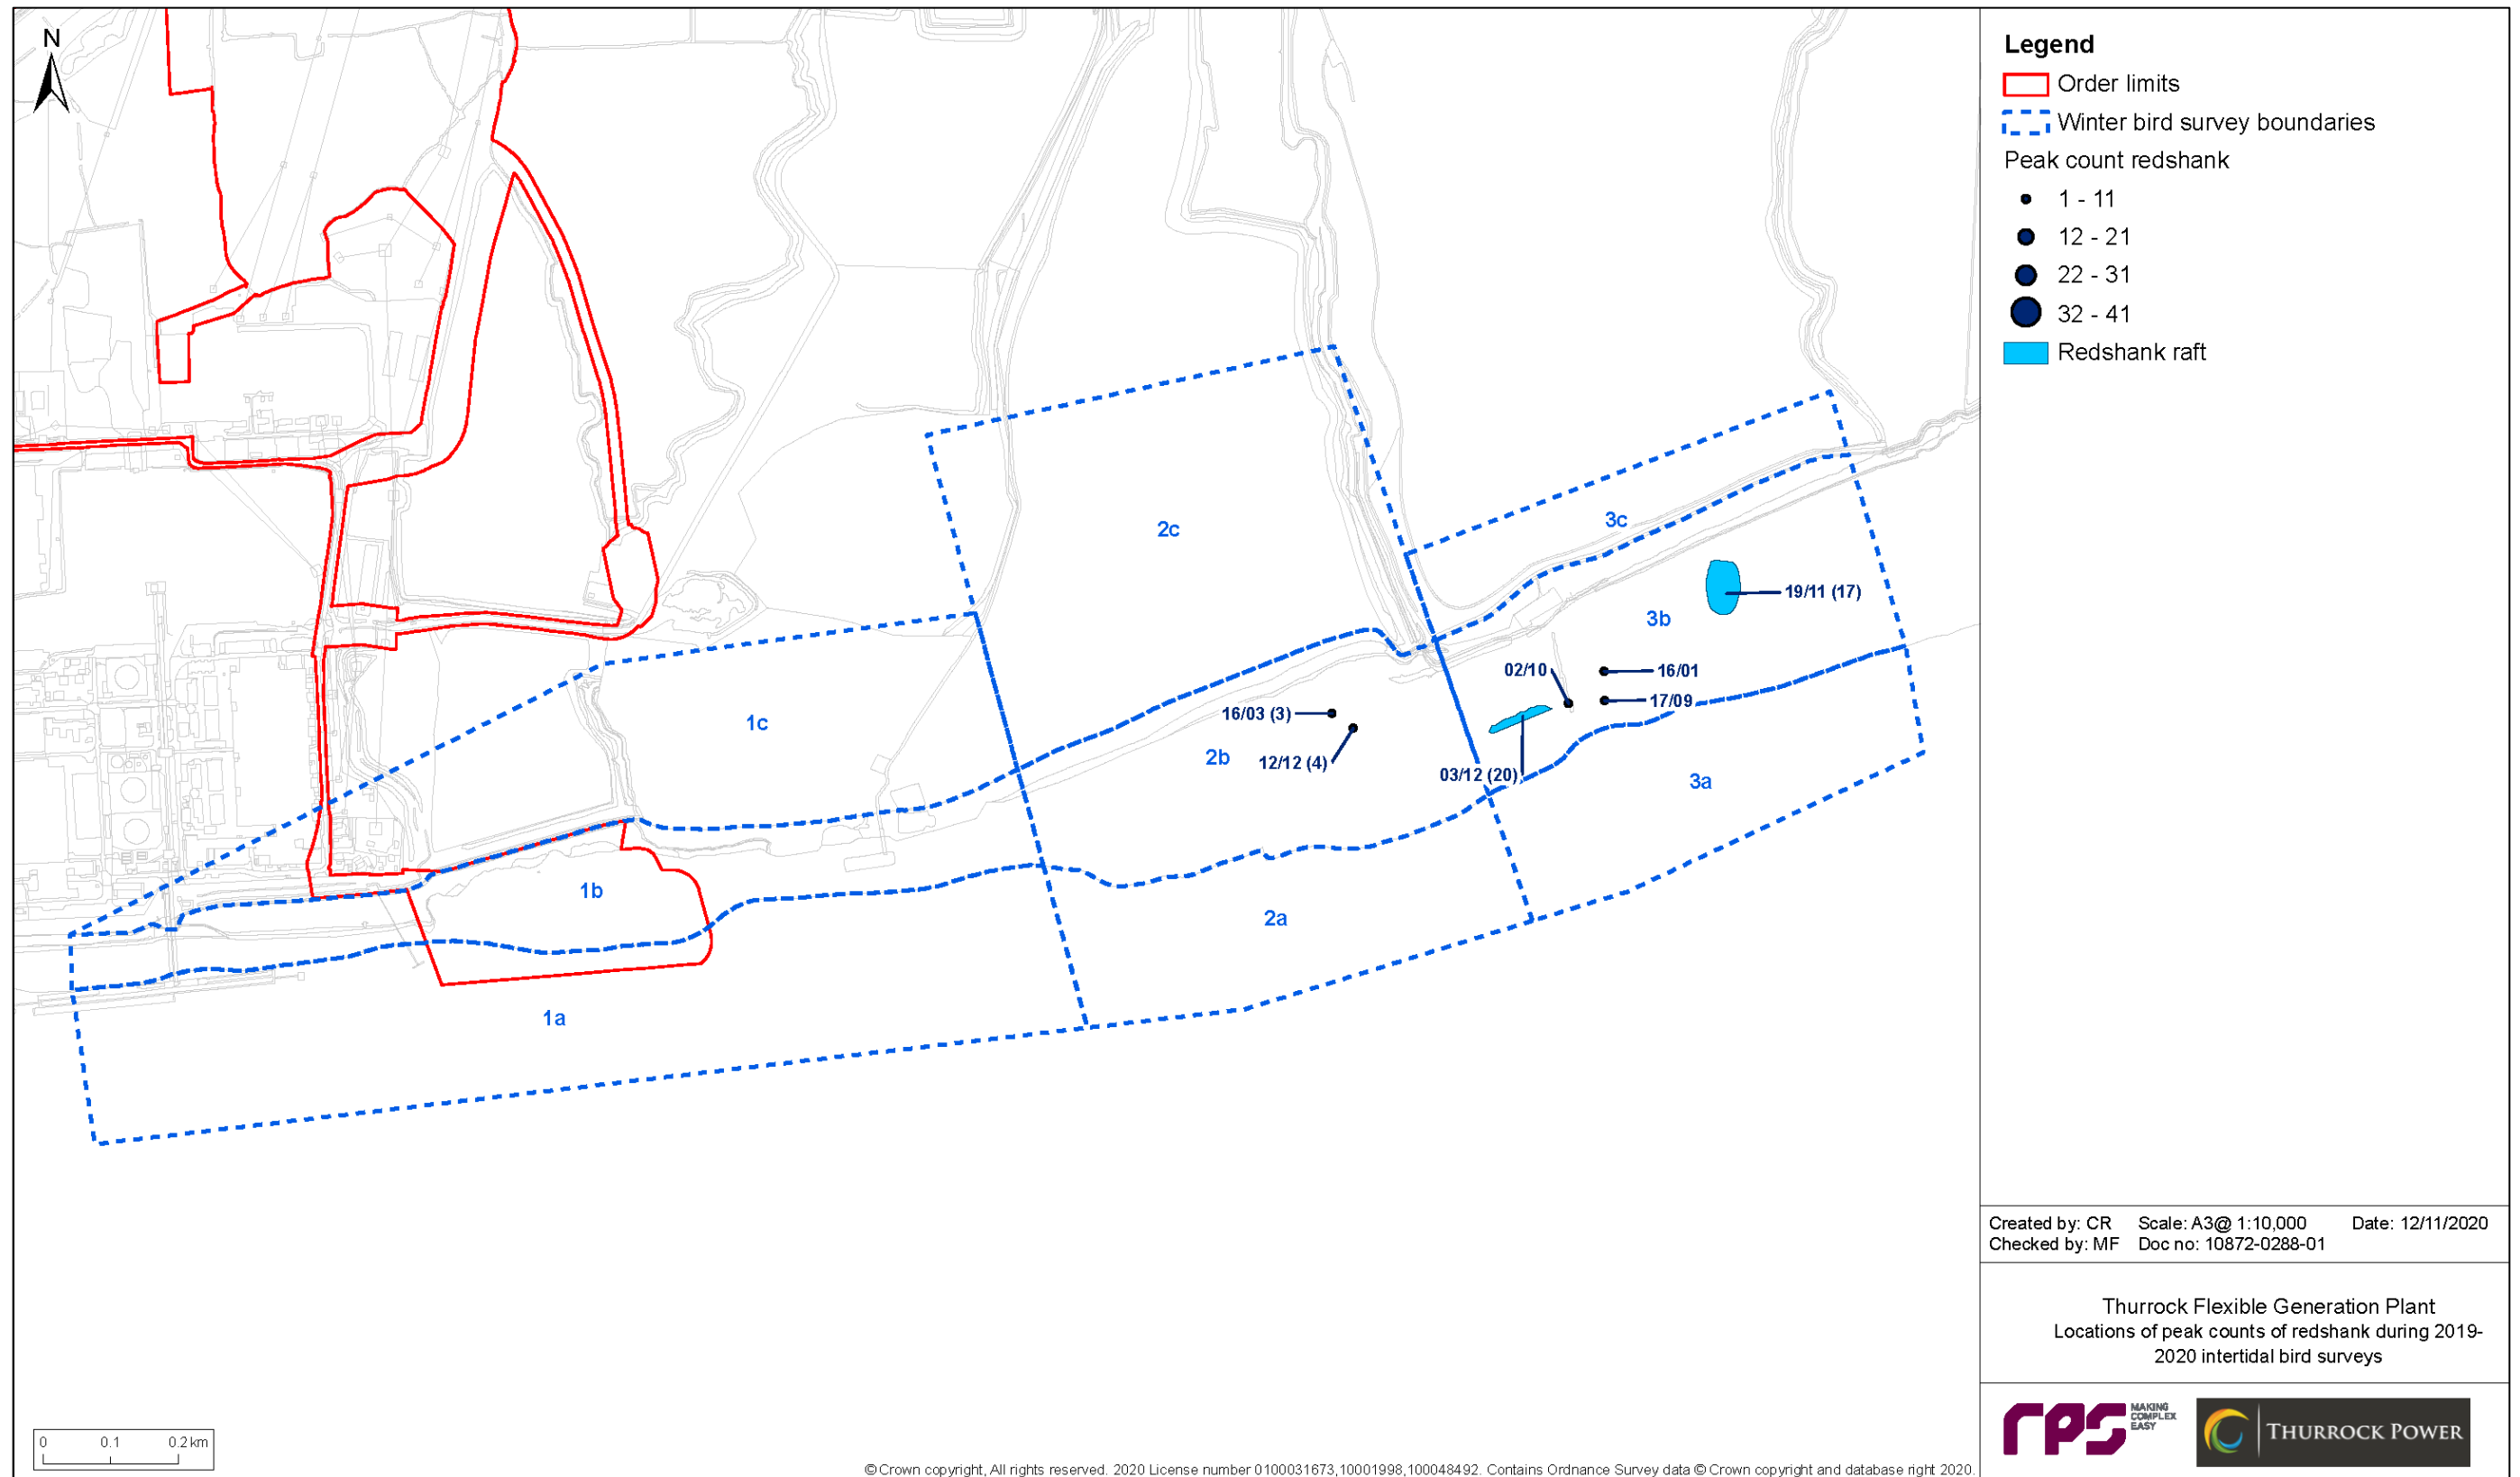 N
Legend
Order limits
Winter bird survey boundaries
Peak count redshank
1 - 11
12 - 21
22 - 31
32 - 41
Redshank raft
2c
3c
19/11 (17)
3b
02/10
16/01
17/09
16/03 (3)
1c
2b
12/12 (4)
03/12 (20)
3a
1b
2a
1a
Created by: CR Scale: A3@ 1:10,000 Date: 12/11/2020
Checked by: MF Doc no: 10872-0288-01
Thurrock Flexible Generation Plant
Locations of peak counts of redshank during 2019-
2020 intertidal bird surveys
rps
MAKING
COMPLEX
EASY
THURROCK POWER
0 0.1 0.2 km
© Crown copyright, All rights reserved. 2020 License number 0100031673,10001998,100048492. Contains Ordnance Survey data © Crown copyright and database right 2020.